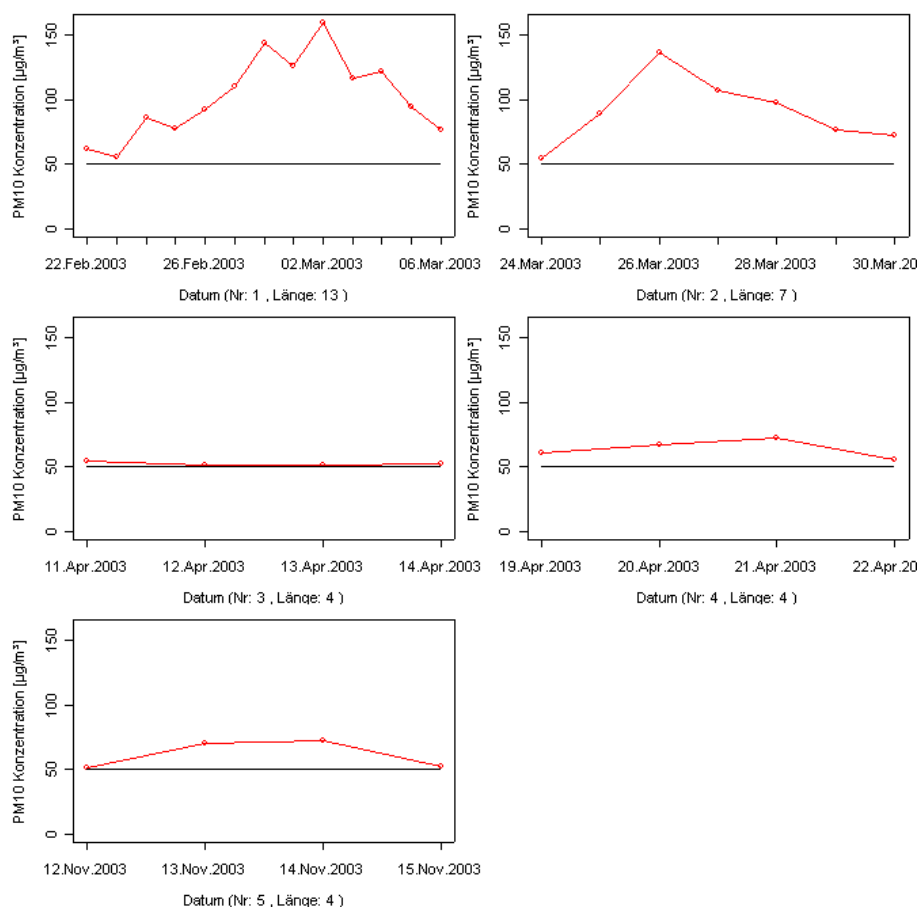 PM10 Konzentration [µg/m³]
150
100
50
0
22.Feb.2003 26.Feb.2003 02.Mar.2003 06.Mar.2003
Datum (Nr: 1 , Länge: 13 )
PM10 Konzentration [µg/m³]
150
100
50
0
24.Mar.2003 26.Mar.2003 28.Mar.2003 30.Mar.20
Datum (Nr: 2 , Länge: 7 )
PM10 Konzentration [µg/m³]
150
100
50
0
11.Apr.2003 12.Apr.2003 13.Apr.2003 14.Apr.2003
Datum (Nr: 3 , Länge: 4 )
PM10 Konzentration [µg/m³]
150
100
50
0
19.Apr.2003 20.Apr.2003 21.Apr.2003 22.Apr.20
Datum (Nr: 4 , Länge: 4 )
PM10 Konzentration [µg/m³]
150
100
50
0
12.Nov.2003 13.Nov.2003 14.Nov.2003 15.Nov.2003
Datum (Nr: 5 , Länge: 4 )